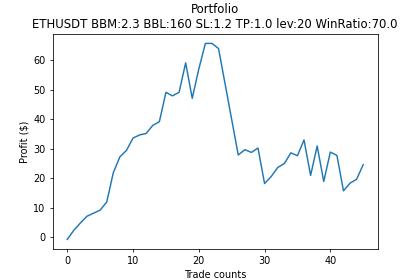 Portfolio
ETHUSDT BBM:2.3 BBL:160 SL:1.2 TP:1.0 lev:20 WinRatio:70.0
60
50
40
30
20
10
0
Profit ($)
0 10 20 30 40
Trade counts